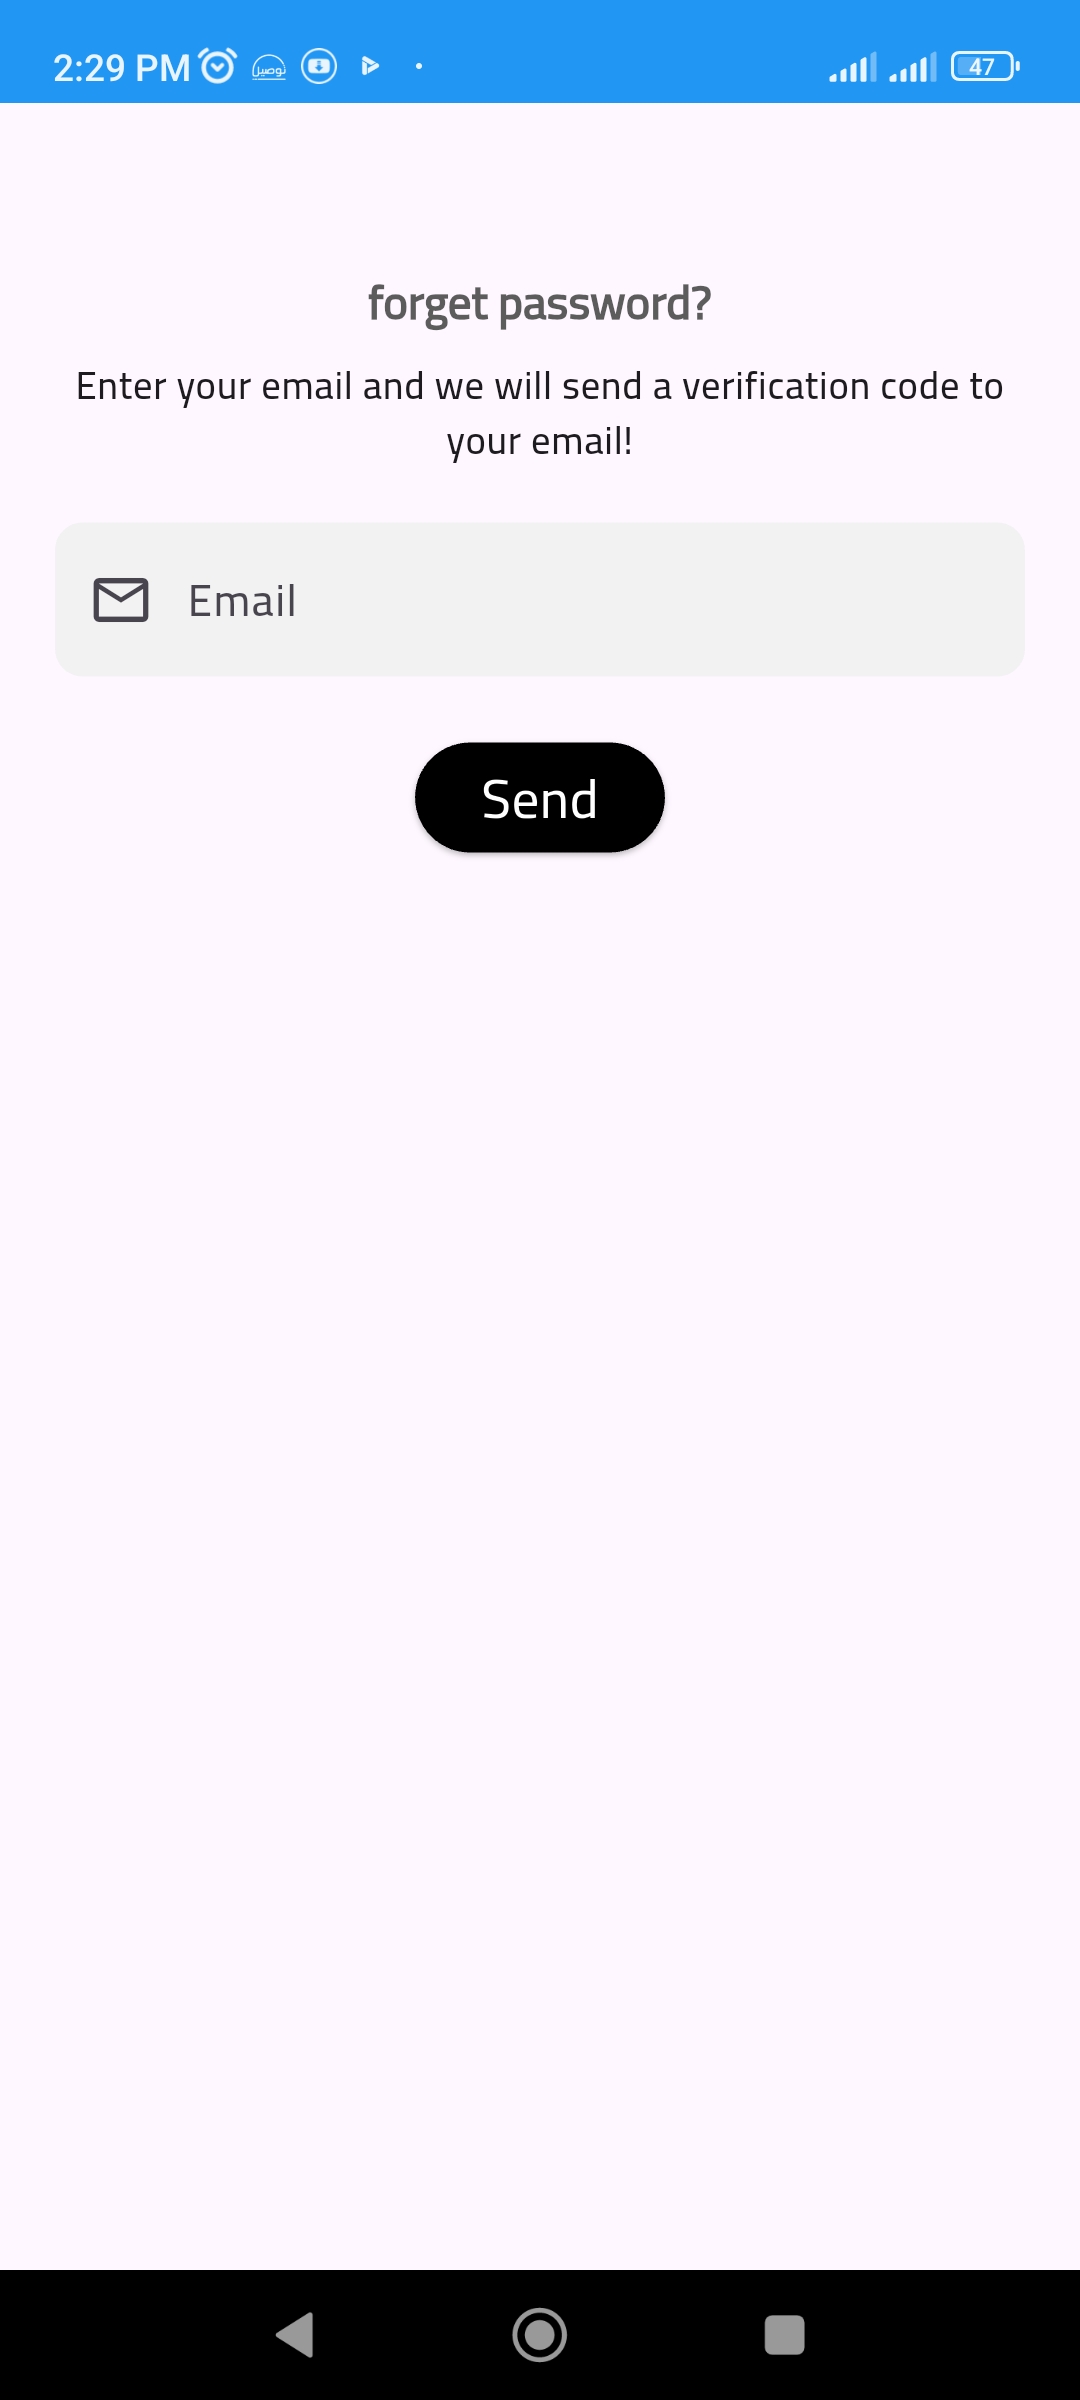 2:29 PM توصيل 47
forget password?
Enter your email and we will send a verification code to
your email!
Email
Send